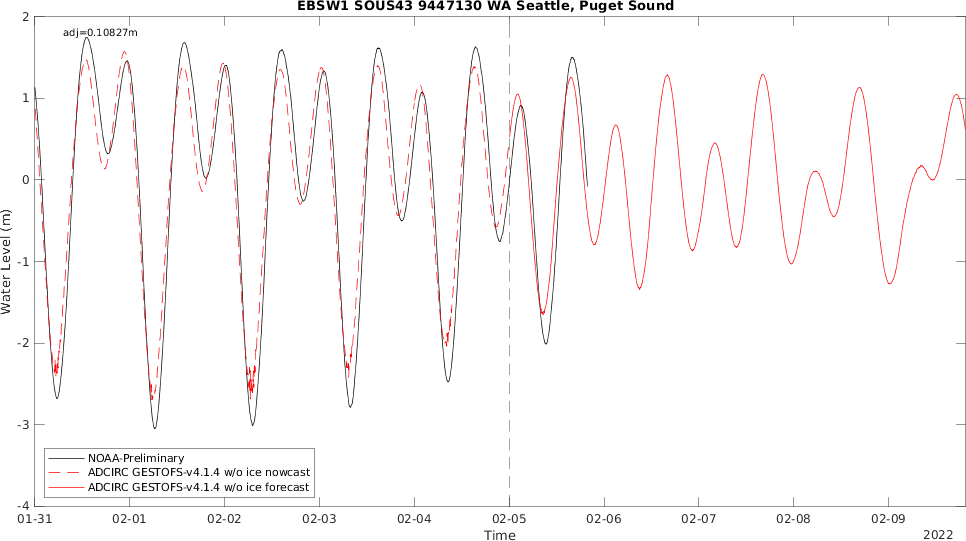 EBSW1 SOUS43 9447130 WA Seattle, Puget Sound
adj=0.10827m
2
1
0
-1
-2
-3
-4
Water Level (m)
NOAA-Preliminary
ADCIRC GESTOFS-v4.1.4 w/o ice nowcast
ADCIRC GESTOFS-v4.1.4 w/o ice forecast
01-31 02-01 02-02 02-03 02-04 02-05 02-06 02-07 02-08 02-09
Time
2022